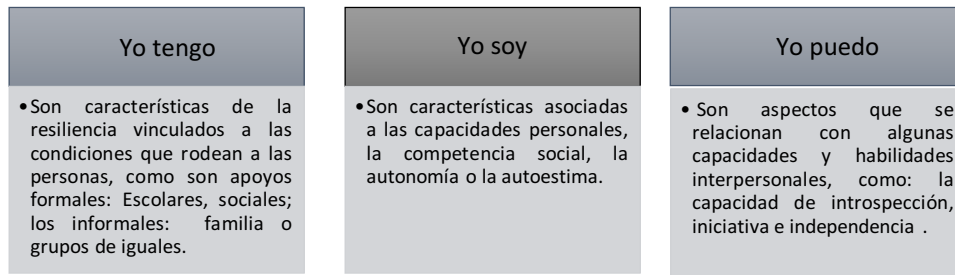 Yo tengo
•Son características de la
resiliencia vinculados a las
condiciones que rodean a las
personas, como son apoyos
formales: Escolares, sociales;
los informales: familia o
grupos de iguales.
Yo soy
•Son características asociadas
a las capacidades personales,
la competencia social, la
autonomía o la autoestima.
Yo puedo
• Son aspectos que se
relacionan con algunas
capacidades y habilidades
interpersonales, como: la
capacidad de introspección,
iniciativa e independencia .